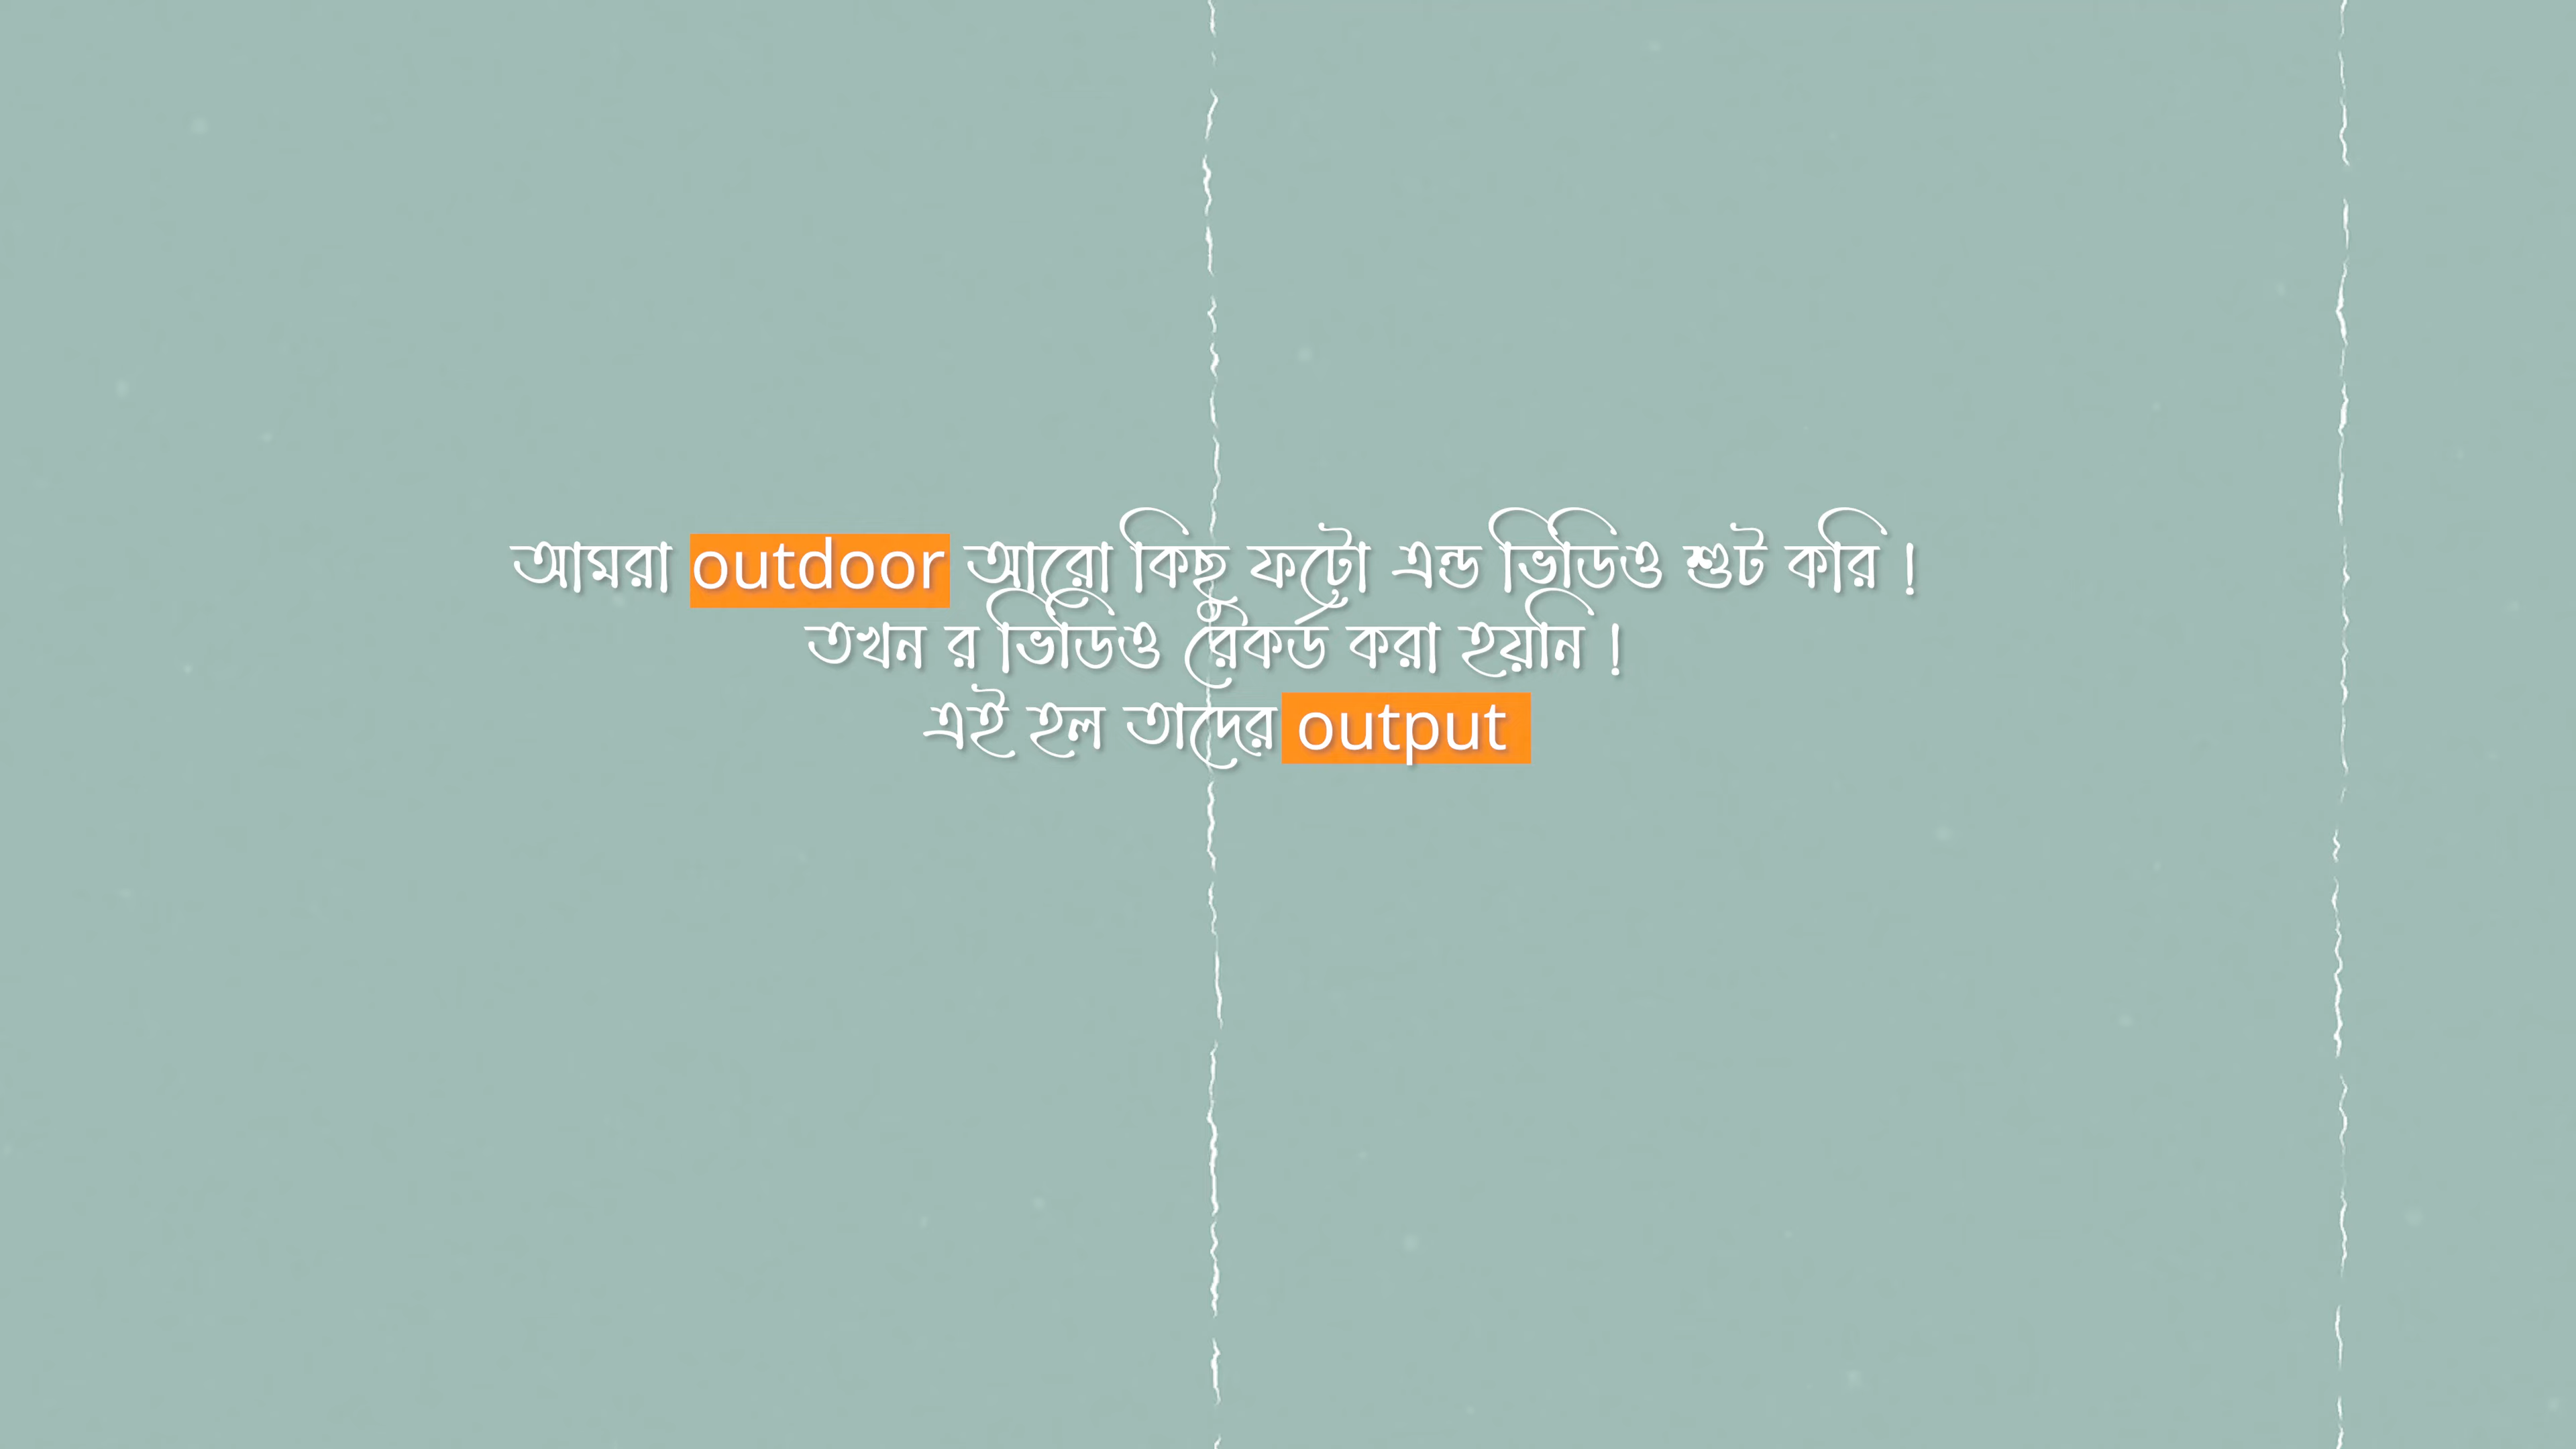 আমরা outdoor আরো কিছু ফটো এন্ড ভিডিও শুট করি !
তখন র ভিডিও রেকর্ড করা হয়নি !
এই হল তাদের output